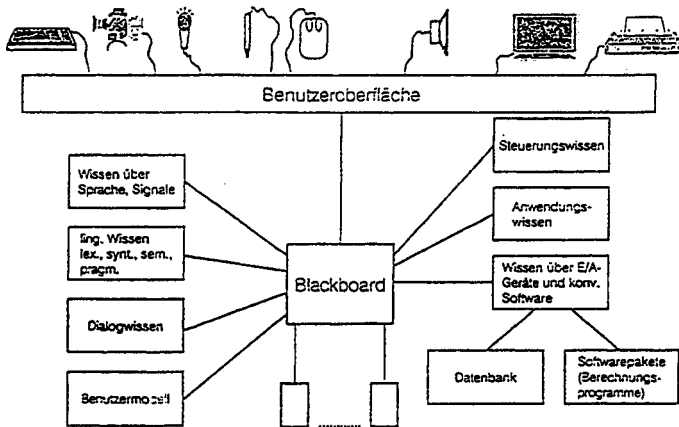 Benutzeroberfläche
Steuerungswissen
Wissen über
Sprache, Signale
Anwendungs-
wissen
ling. Wissen
lex., synt., sem.,
pragm.
Blackboard
Wissen über E/A-
Geräte und konv.
Software
Dialogwissen
Datenbank
Softwarepakete
(Berechnungs-
programme)
Benutzermodell